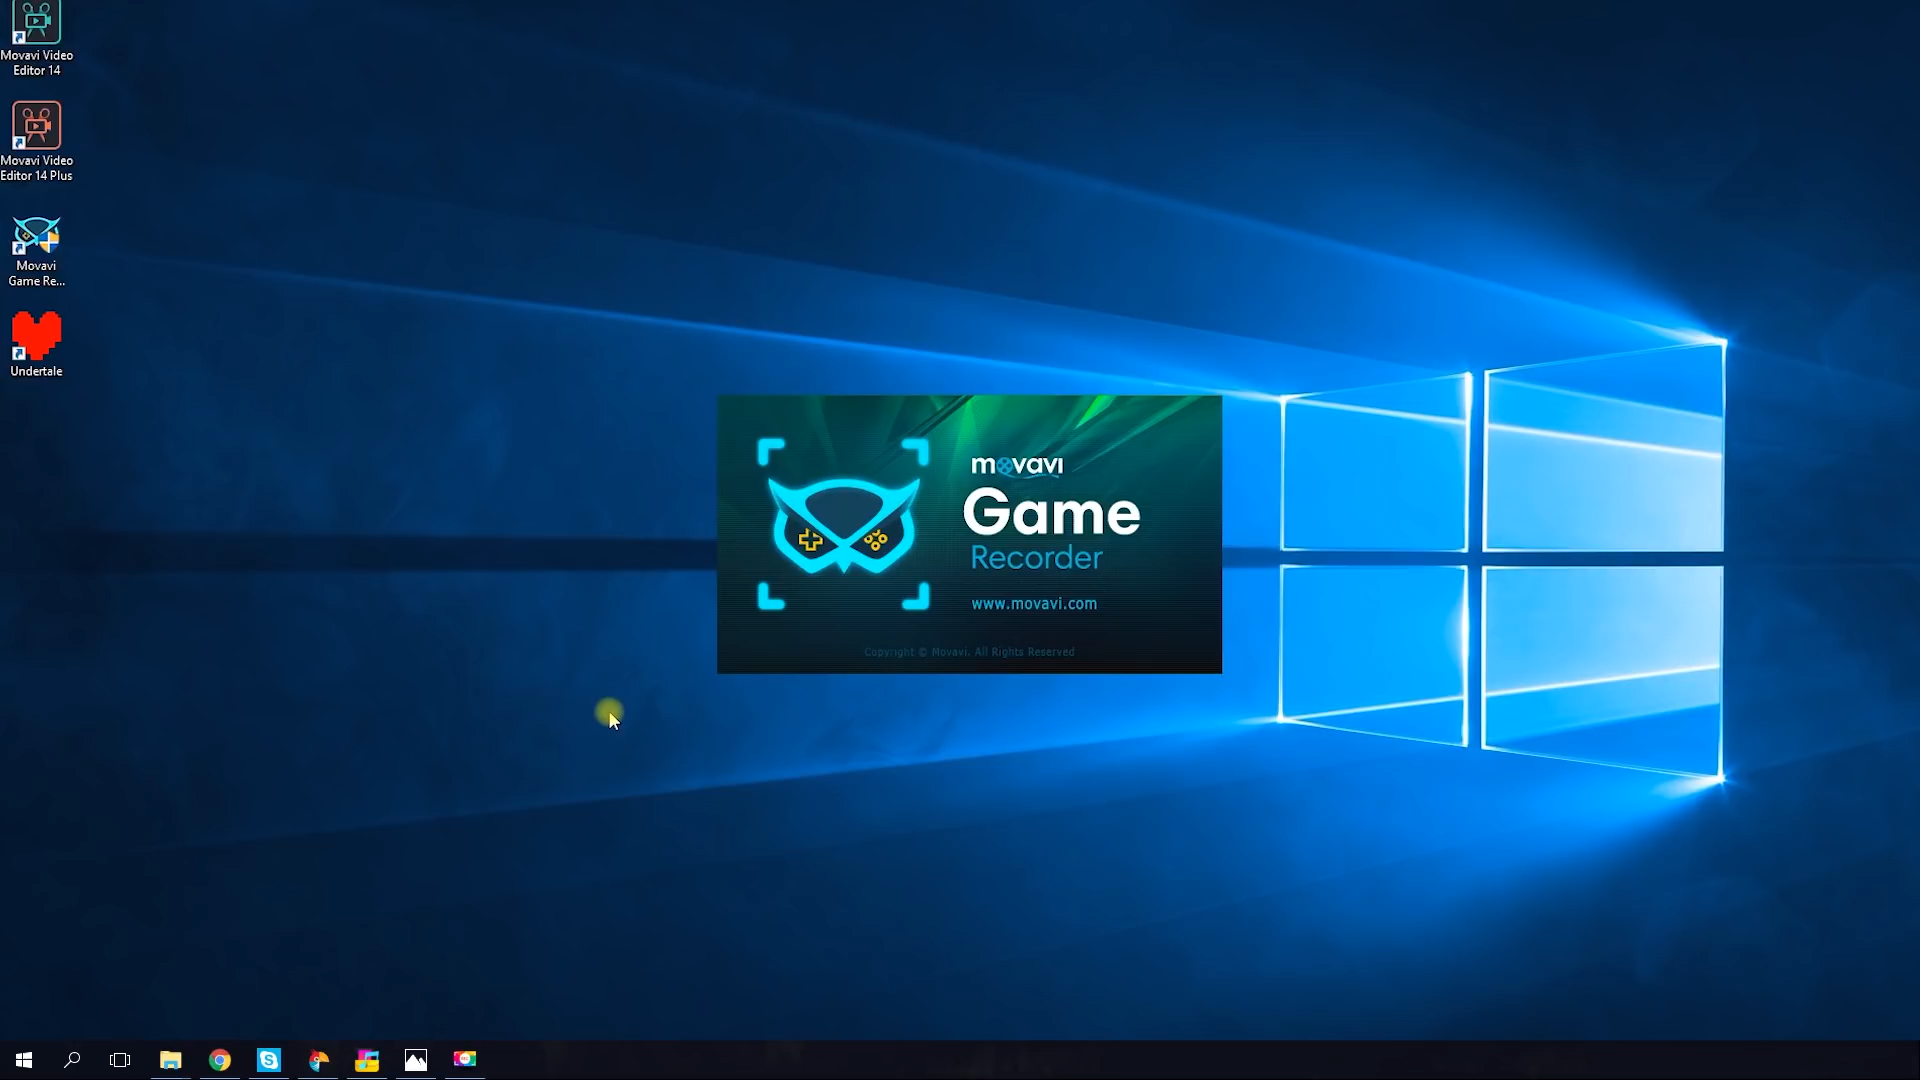 Movavi Video
Editor 14
Movavi Video
Editor 14 Plus
Movavi
Game Re...
Undertale
movavi
Game
Recorder
www.movavi.com
Copyright © Movavi. All Rights Reserved